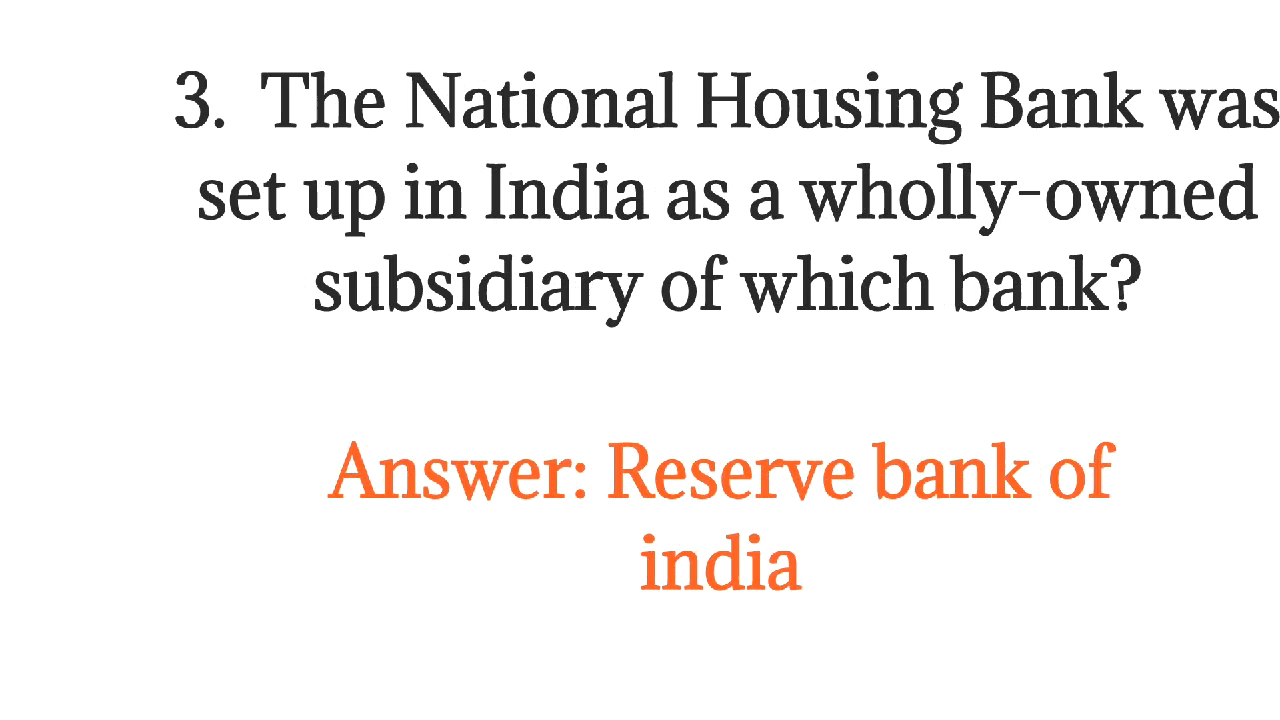 3. The National Housing Bank was
set up in India as a wholly-owned
subsidiary of which bank?
Answer: Reserve bank of
india